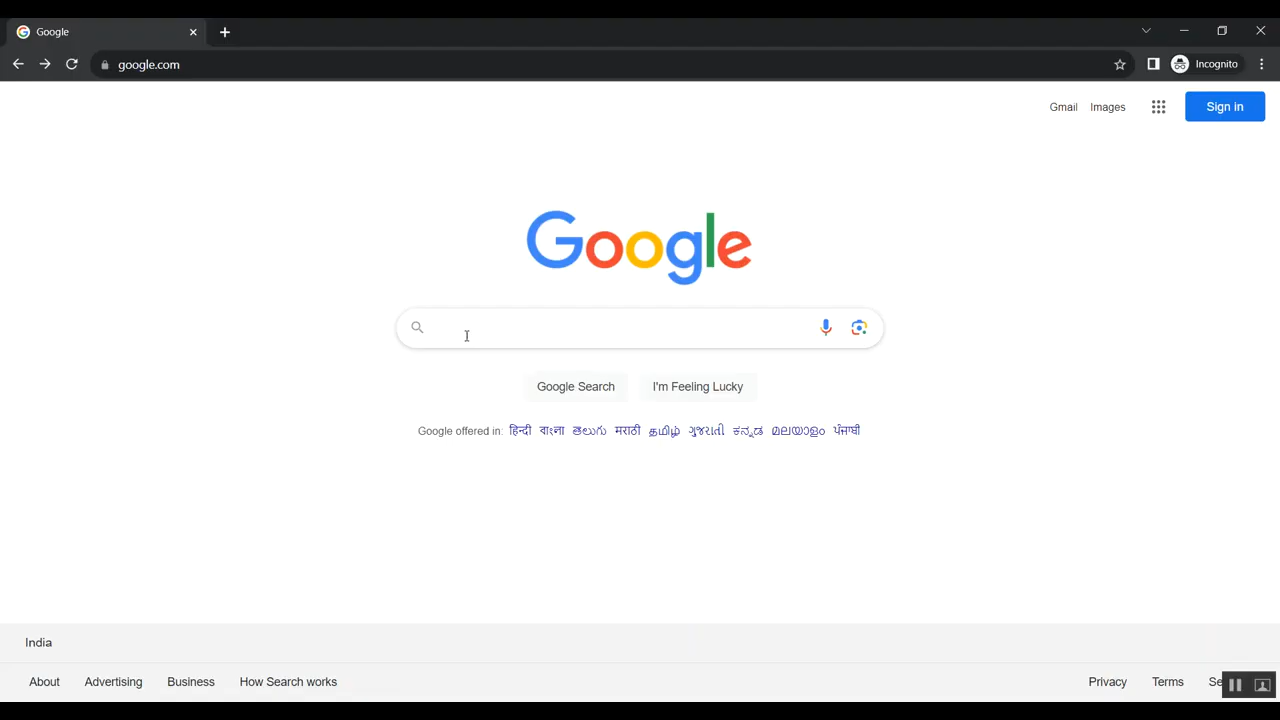 Google
google.com
Incognito
Gmail Images Sign in
Google
Google Search I'm Feeling Lucky
Google offered in: हिन्दी বাংলা తెలుగు मराठी தமிழ் ગુજરાતી ಕನ್ನಡ മലയാളം ਪੰਜਾਬੀ
India
About Advertising Business How Search works Privacy Terms Se